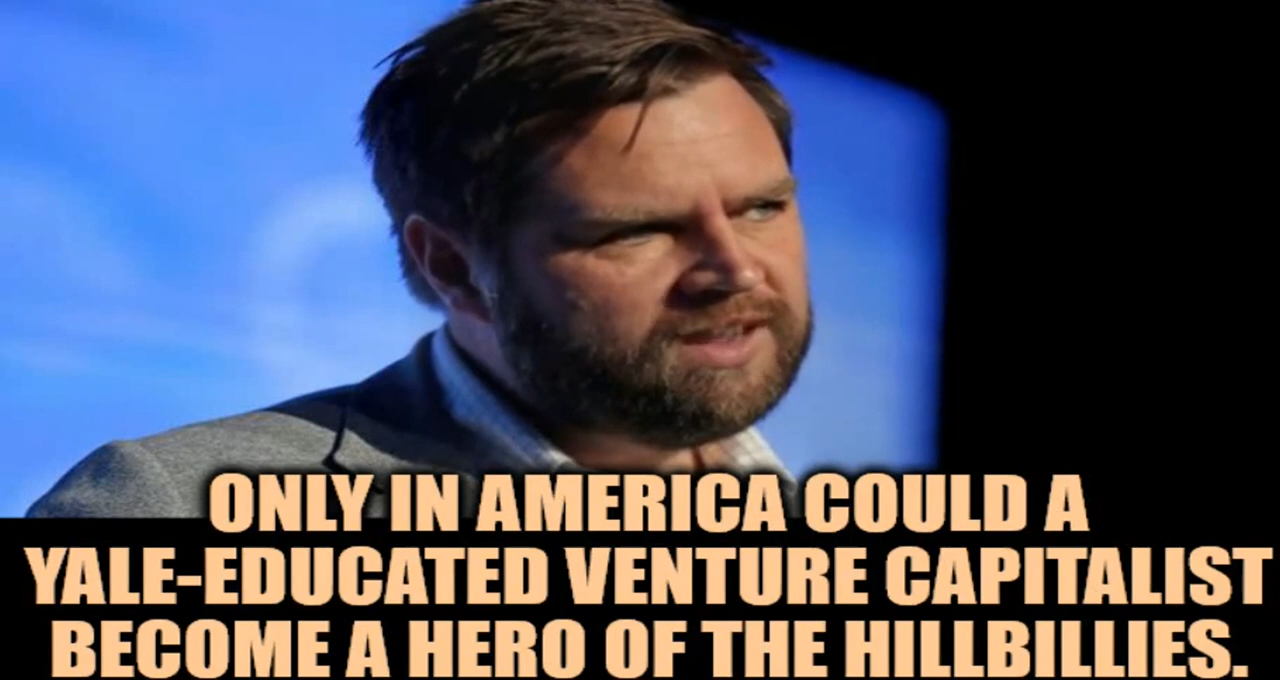 ONLY IN AMERICA COULD A
YALE-EDUCATED VENTURE CAPITALIST
BECOME A HERO OF THE HILLBILLIES.